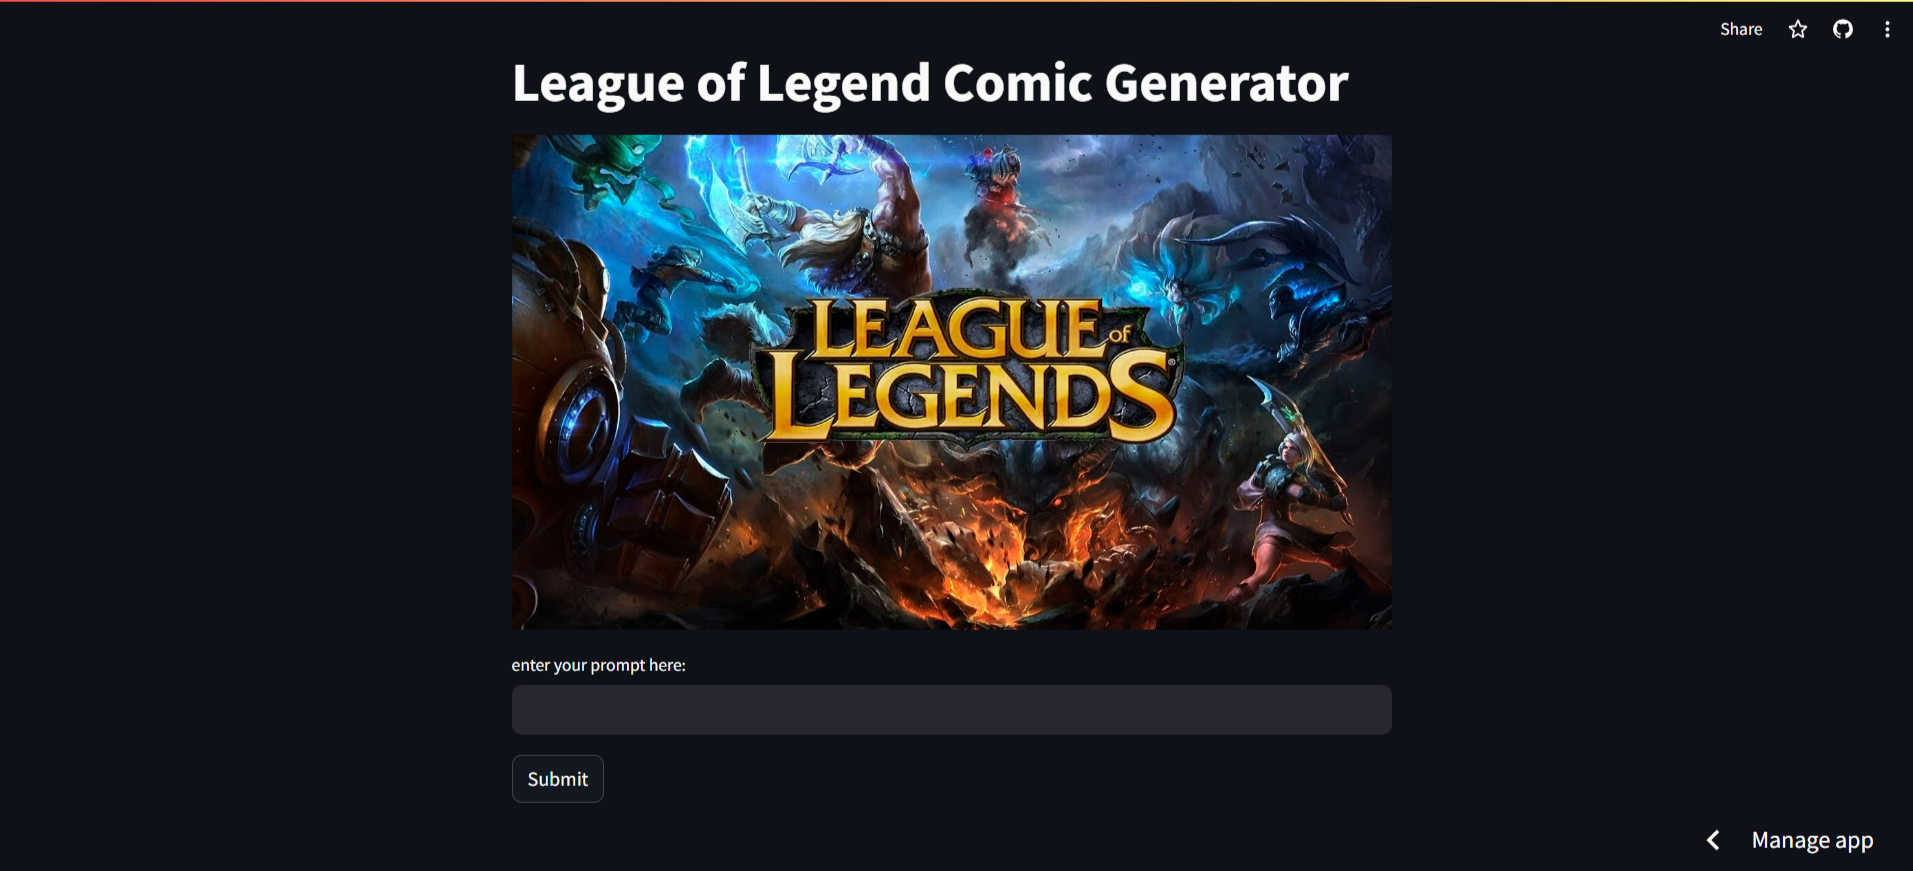 Share
League of Legend Comic Generator
LEAGUE of
LEGENDS®
enter your prompt here:
Submit
Manage app